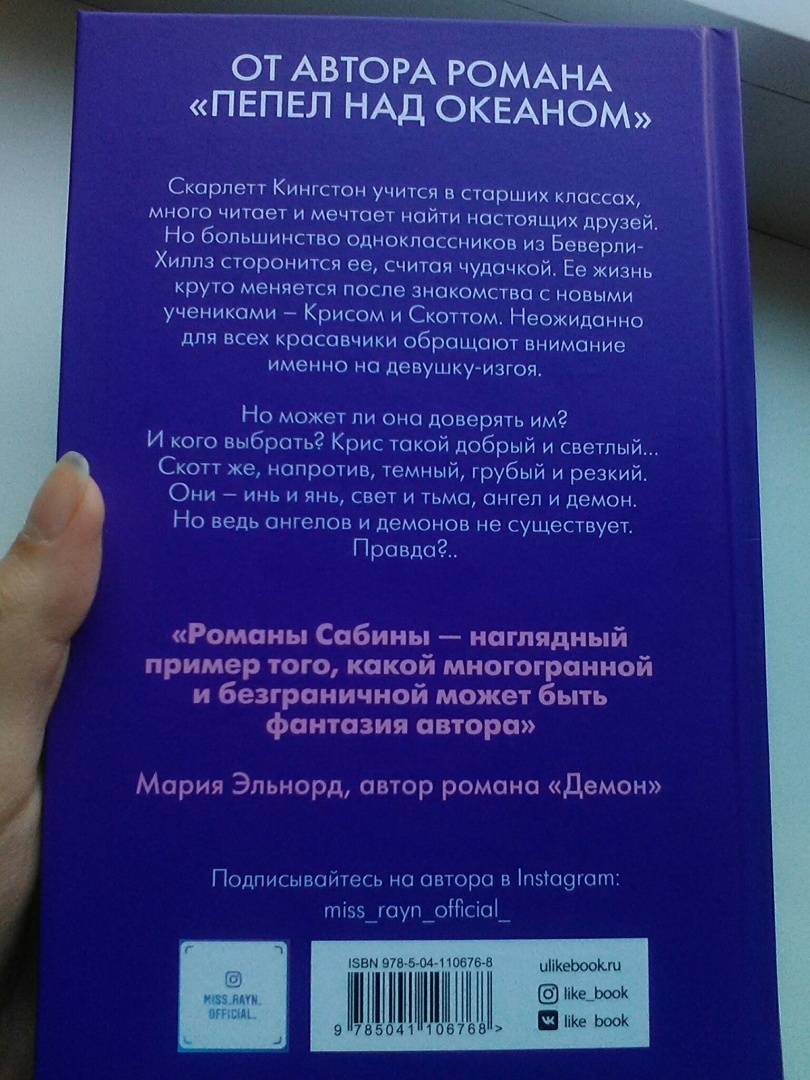 ОТ АВТОРА РОМАНА
«ПЕПЕЛ НАД ОКЕАНОМ»
Скарлетт Кингстон учится в старших классах,
много читает и мечтает найти настоящих друзей.
Но большинство одноклассников из Беверли-
Хиллз сторонится ее, считая чудачкой. Ее жизнь
круто меняется после знакомства с новыми
учениками – Крисом и Скоттом. Неожиданно
для всех красавчики обращают внимание
именно на девушку-изгоя.
Но может ли она доверять им?
И кого выбрать? Крис такой добрый и светлый...
Скотт же, напротив, темный, грубый и резкий.
Они – инь и янь, свет и тьма, ангел и демон.
Но ведь ангелов и демонов не существует.
Правда?..
«Романы Сабины — наглядный
пример того, какой многогранной
и безграничной может быть
фантазия автора»
Мария Эльнорд, автор романа «Демон»
Подписывайтесь на автора в Instagram:
miss_rayn_official_
MISS_RAYN_
OFFICIAL_
ISBN 978-5-04-110676-8
9 785041 106768 >
ulikebook.ru
like_book
like book